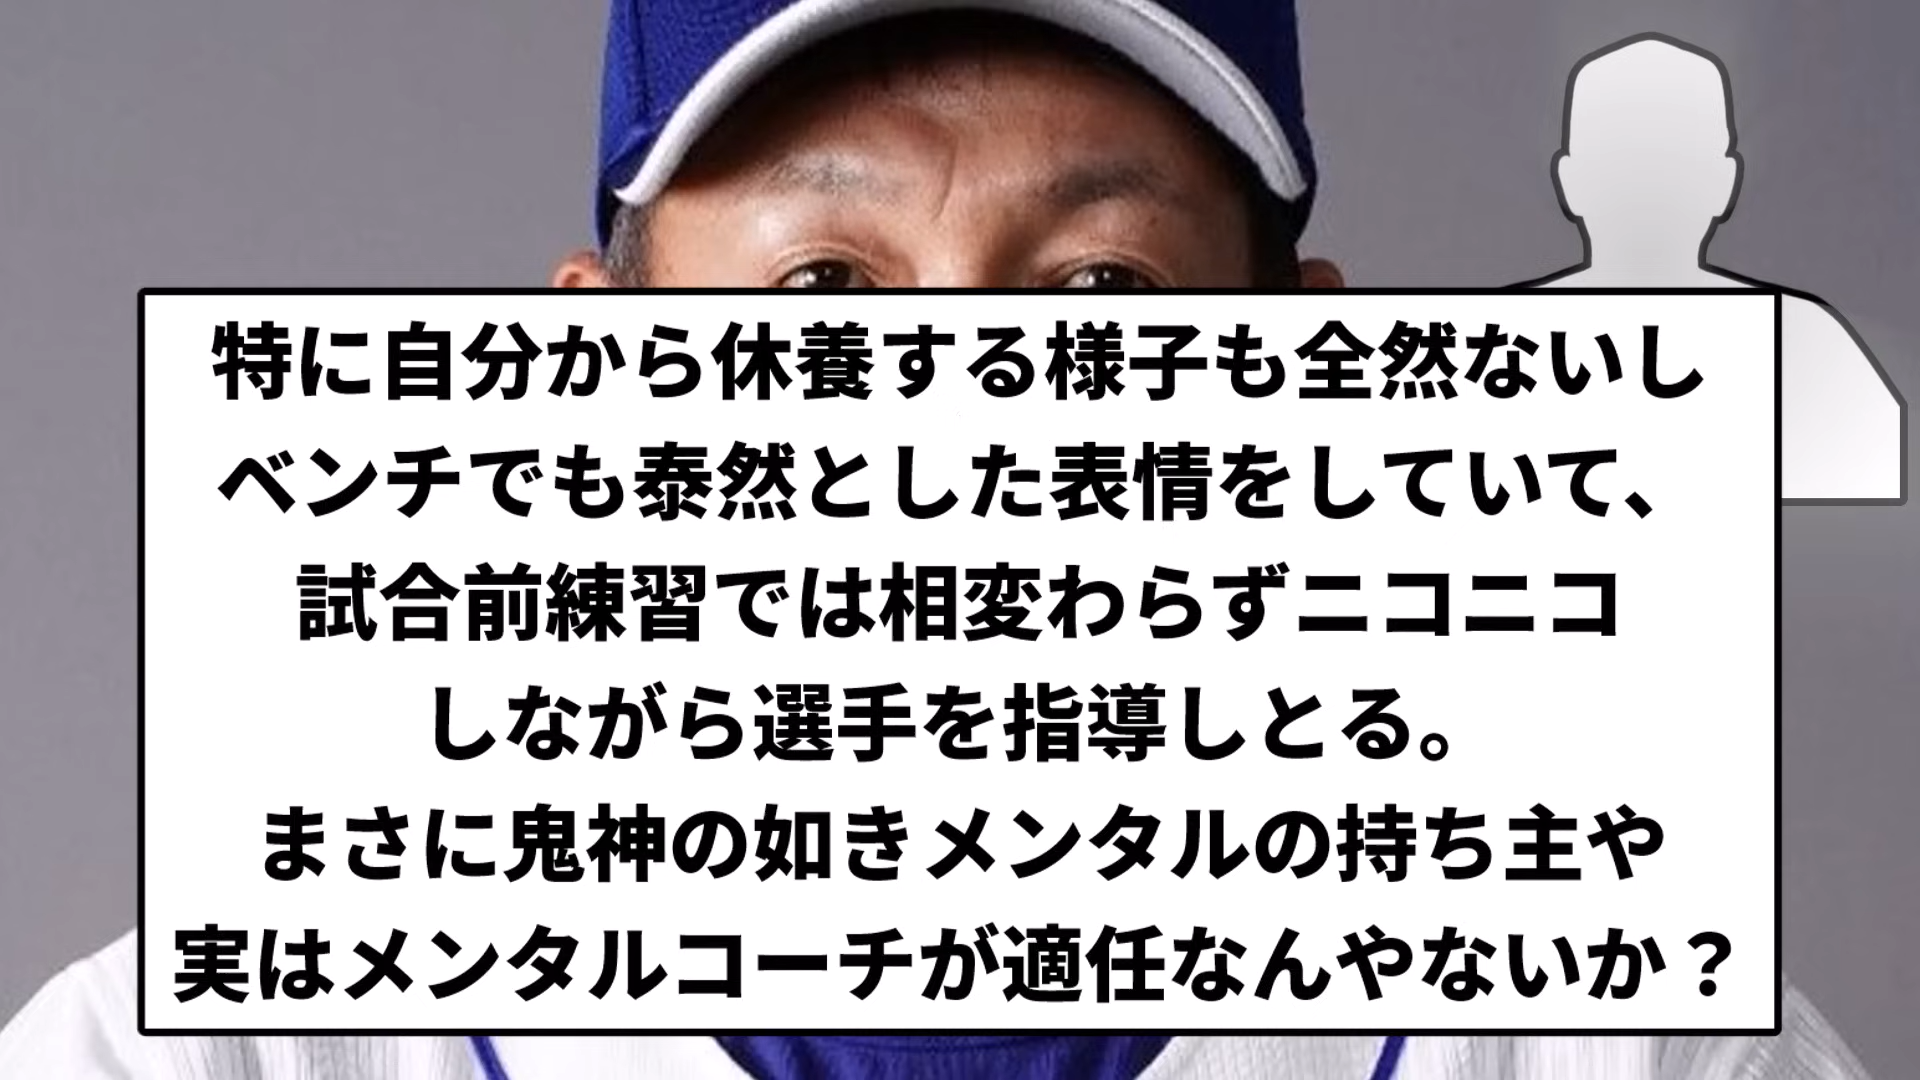 特に自分から休養する様子も全然ないし
ベンチでも泰然とした表情をしていて、
試合前練習では相変わらずニコニコ
しながら選手を指導しとる。
まさに鬼神の如きメンタルの持ち主や
実はメンタルコーチが適任なんやないか？